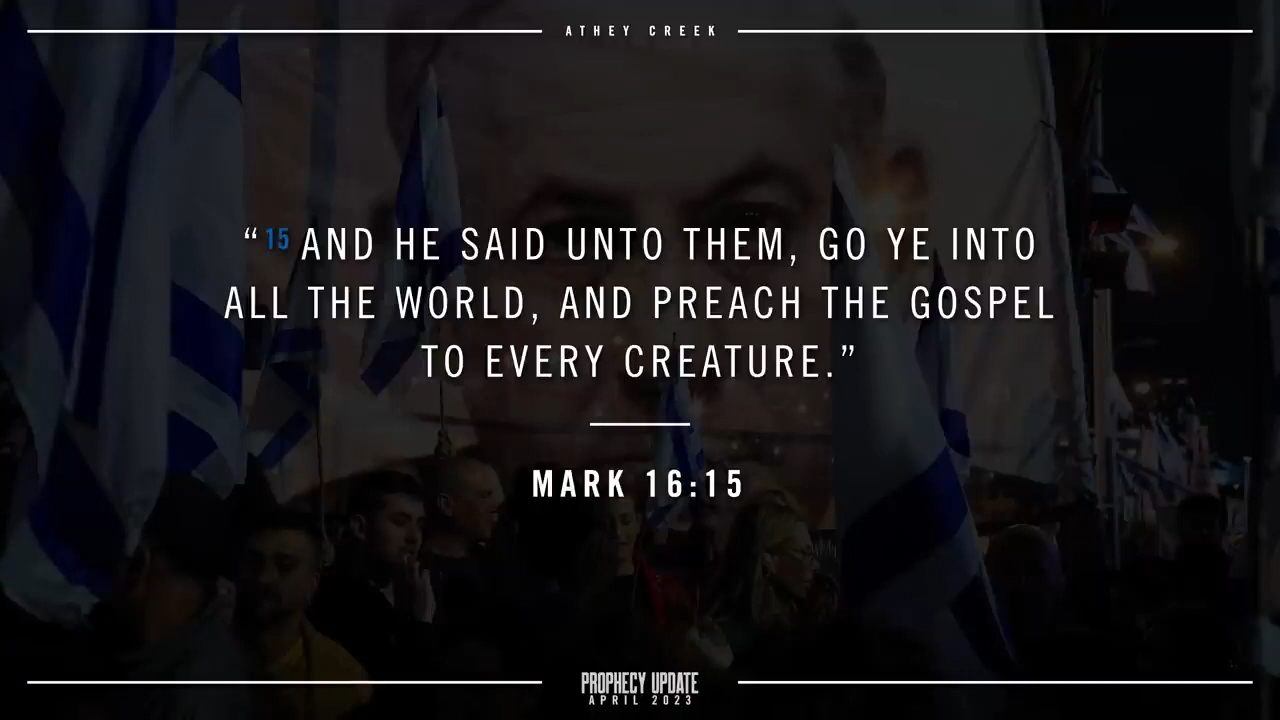 ATHEY CREEK
“15 AND HE SAID UNTO THEM, GO YE INTO
ALL THE WORLD, AND PREACH THE GOSPEL
TO EVERY CREATURE.”
MARK 16:15
PROPHECY UPDATE
APRIL 2023